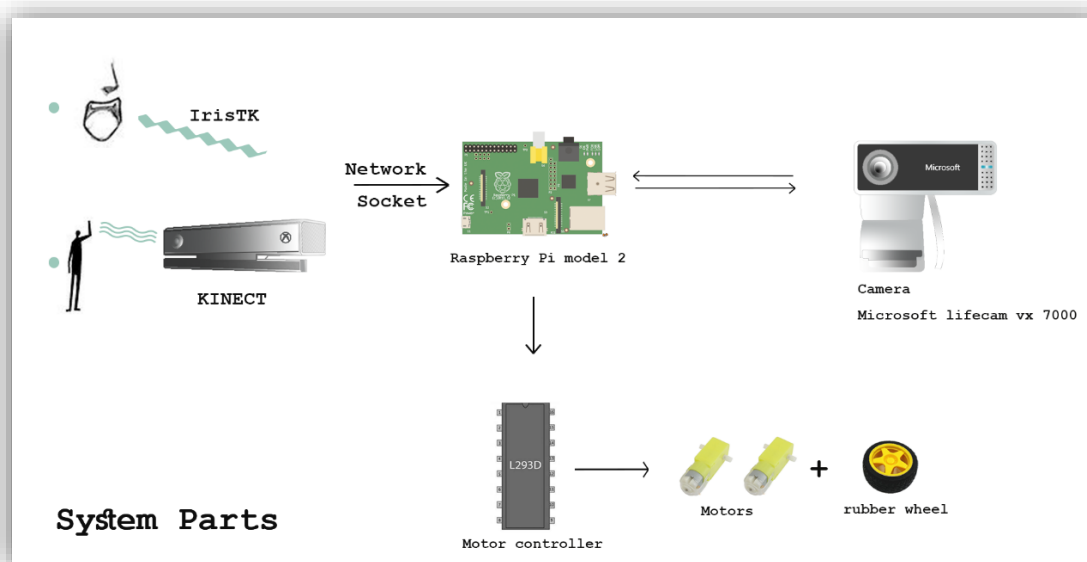 IrisTK
Network
Socket
Microsoft
Raspberry Pi model 2
KINECT
Camera
Microsoft lifecam vx 7000
L293D
Motors
rubber wheel
System Parts
Motor controller